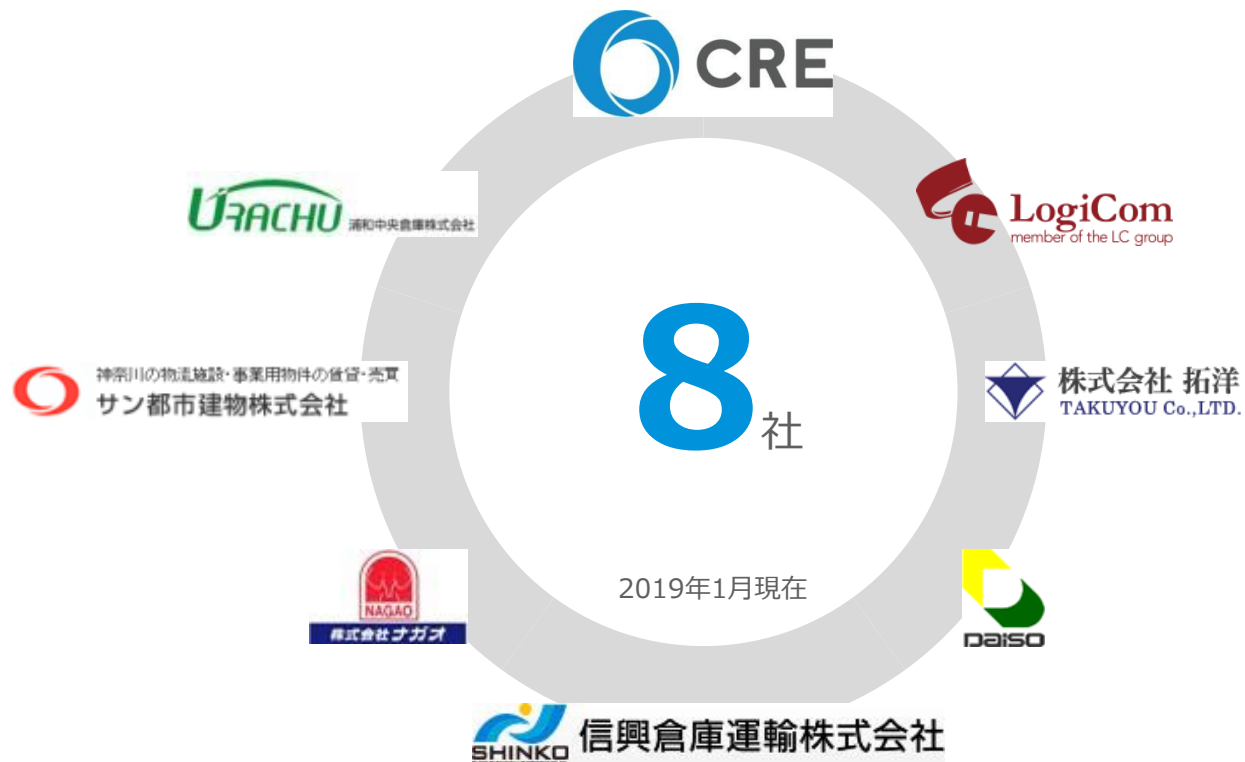 CRE
URACHU 浦和中央倉庫株式会社
LogiCom
member of the LC group
神奈川の物流施設・事業用物件の賃貸・売買
サン都市建物株式会社
8社
株式会社 拓洋
TAKUYOU Co.,LTD.
2019年1月現在
NAGAO
株式会社ナガオ
Daiso
SHINKO 信興倉庫運輸株式会社